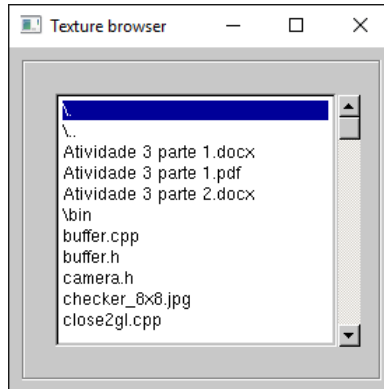 Texture browser
\.
\..
Atividade 3 parte 1.docx
Atividade 3 parte 1.pdf
Atividade 3 parte 2.docx
\bin
buffer.cpp
buffer.h
camera.h
checker_8x8.jpg
close2gl.cpp